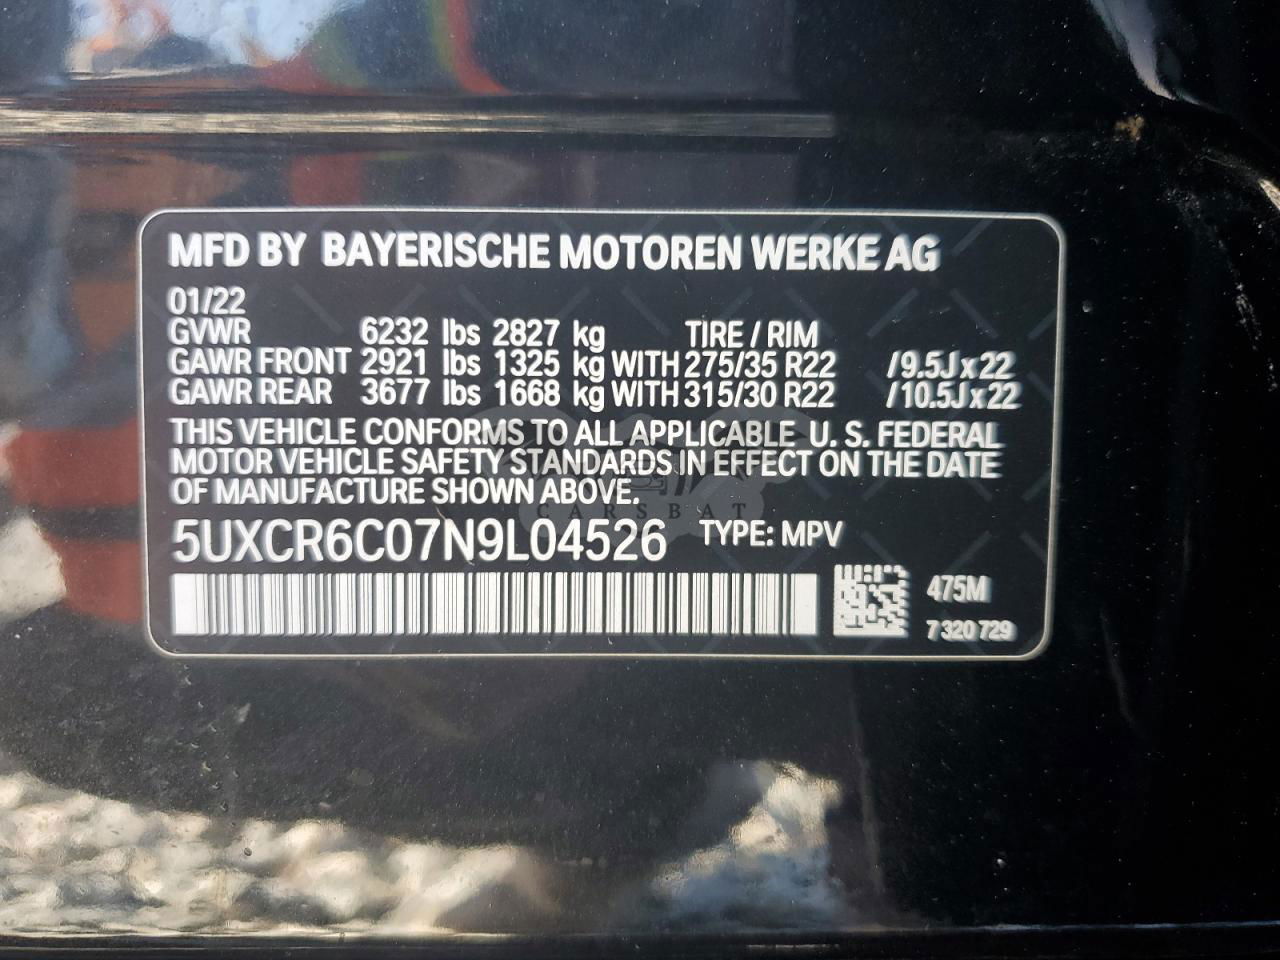 MFD BY BAYERISCHE MOTOREN WERKE AG
01/22
GVWR 6232 lbs 2827 kg TIRE / RIM
GAWR FRONT 2921 lbs 1325 kg WITH 275/35 R22 /9.5J x 22
GAWR REAR 3677 lbs 1668 kg WITH 315/30 R22 /10.5J x 22
THIS VEHICLE CONFORMS TO ALL APPLICABLE U. S. FEDERAL
MOTOR VEHICLE SAFETY STANDARDS IN EFFECT ON THE DATE
OF MANUFACTURE SHOWN ABOVE.
CARSBAT
5UXCR6C07N9L04526 TYPE: MPV
475M
7 320 729